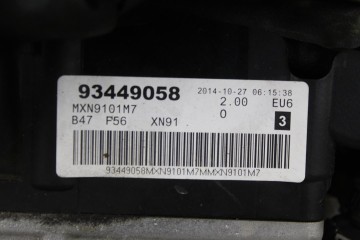 93449058 2014-10-27 06:15:38
MXN9101M7 2.00 EU6
B47 P56 XN91 0 3
93449058MXN9101M7MMXN9101M7